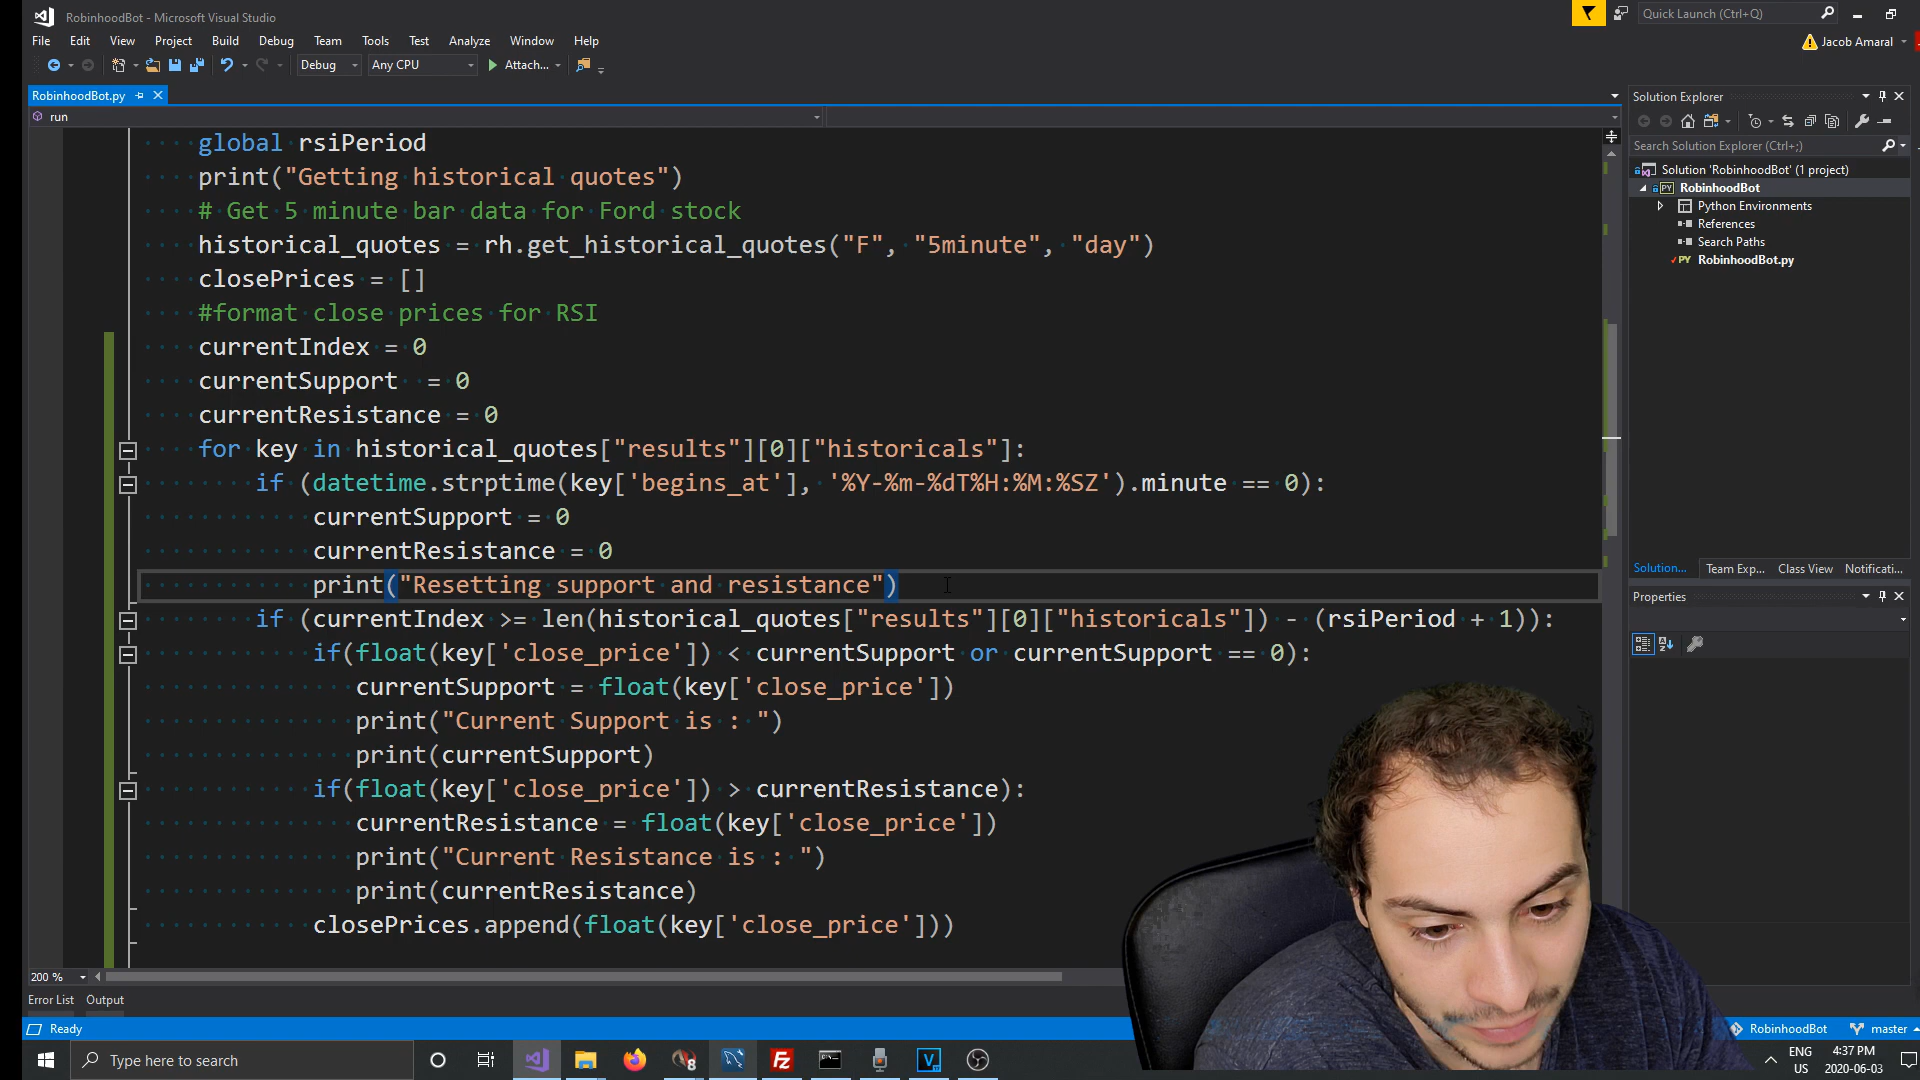 RobinhoodBot - Microsoft Visual Studio
Quick Launch (Ctrl+Q)
File Edit View Project Build Debug Team Tools Test Analyze Window Help
Jacob Amaral
Debug Any CPU Attach...
RobinhoodBot.py
run
global rsiPeriod
print("Getting historical quotes")
# Get 5 minute bar data for Ford stock
historical_quotes = rh.get_historical_quotes("F", "5minute", "day")
closePrices = []
#format close prices for RSI
currentIndex = 0
currentSupport  = 0
currentResistance = 0
for key in historical_quotes["results"][0]["historicals"]:
if (datetime.strptime(key['begins_at'], '%Y-%m-%dT%H:%M:%SZ').minute == 0):
currentSupport = 0
currentResistance = 0
print("Resetting support and resistance")
if (currentIndex >= len(historical_quotes["results"][0]["historicals"]) - (rsiPeriod + 1)):
if(float(key['close_price']) < currentSupport or currentSupport == 0):
currentSupport = float(key['close_price'])
print("Current Support is : ")
print(currentSupport)
if(float(key['close_price']) > currentResistance):
currentResistance = float(key['close_price'])
print("Current Resistance is : ")
print(currentResistance)
closePrices.append(float(key['close_price']))
200 %
Error List Output
Ready
Solution Explorer
Search Solution Explorer (Ctrl+;)
Solution 'RobinhoodBot' (1 project)
PY RobinhoodBot
Python Environments
References
Search Paths
PY RobinhoodBot.py
Solution... Team Exp... Class View Notificati...
Properties
RobinhoodBot master
Type here to search
ENG
US
4:37 PM
2020-06-03